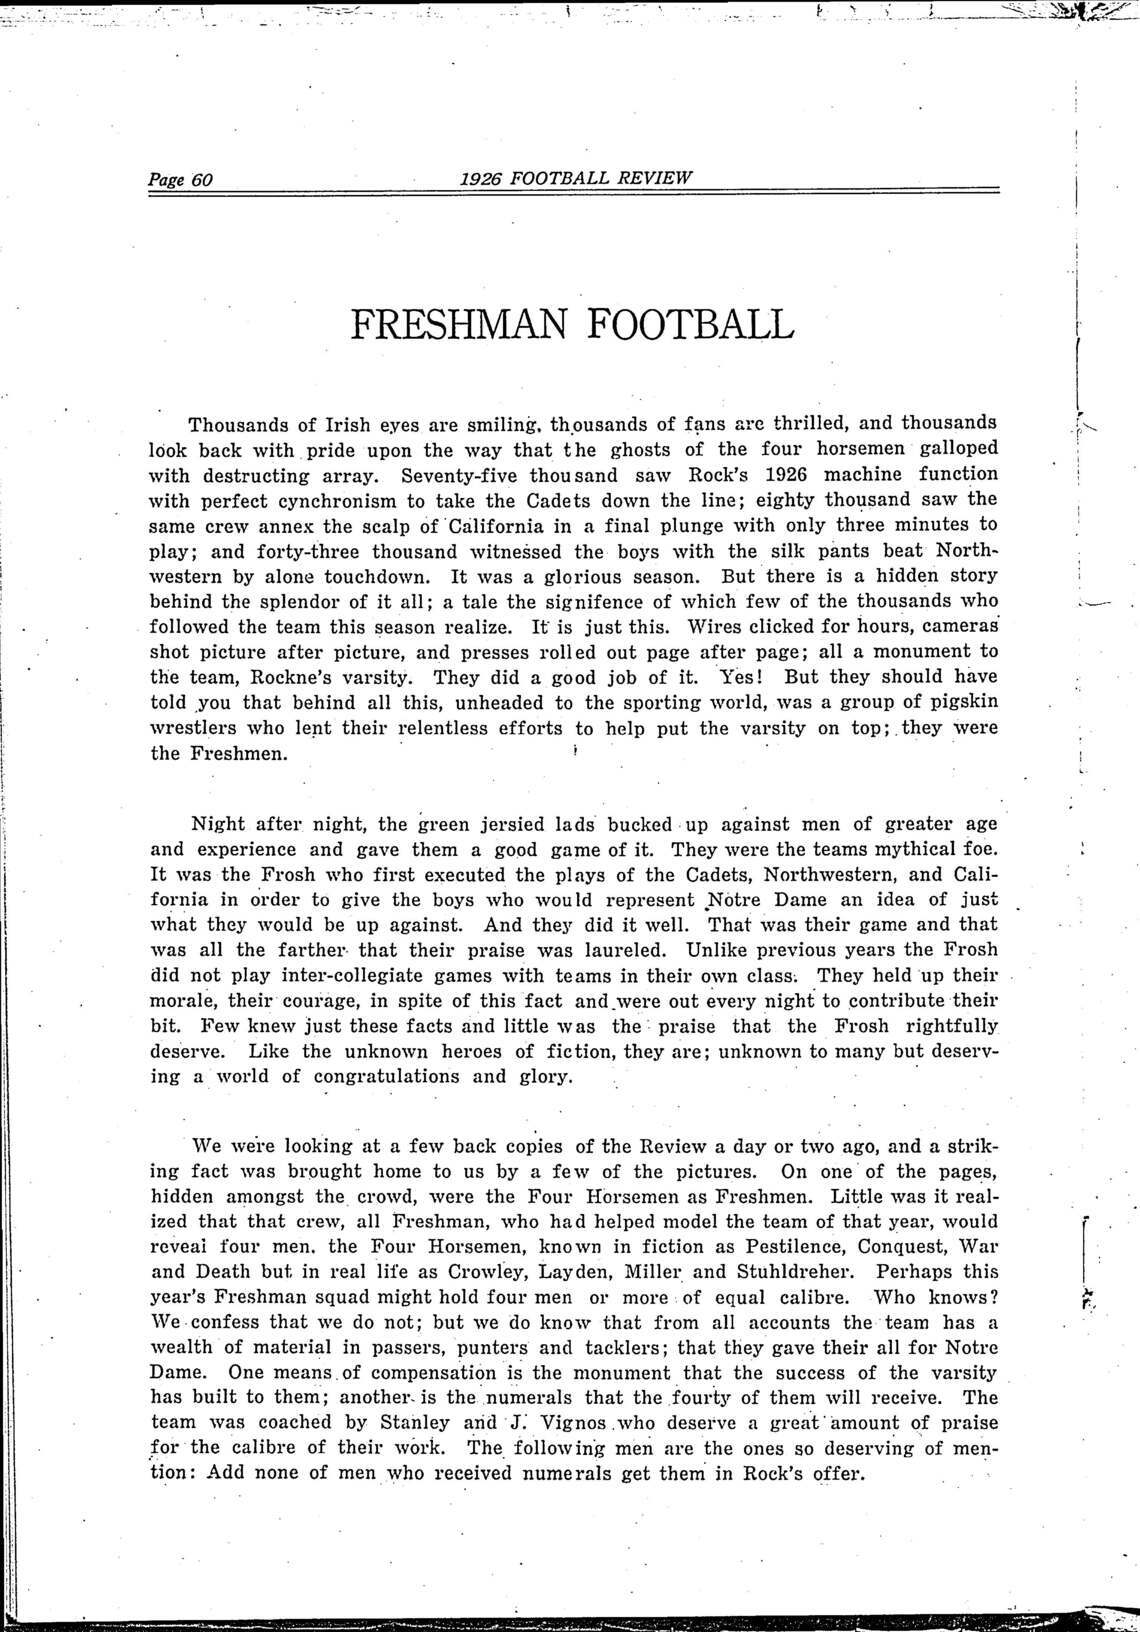 Page 60
1926 FOOTBALL REVIEW
FRESHMAN FOOTBALL
Thousands of Irish eyes are smiling, thousands of fans are thrilled, and thousands
look back with pride upon the way that the ghosts of the four horsemen galloped
with destructing array. Seventy-five thousand saw Rock's 1926 machine function
with perfect cynchronism to take the Cadets down the line; eighty thousand saw the
same crew annex the scalp of California in a final plunge with only three minutes to
play; and forty-three thousand witnessed the boys with the silk pants beat North-
western by alone touchdown. It was a glorious season. But there is a hidden story
behind the splendor of it all; a tale the signifence of which few of the thousands who
followed the team this season realize. It is just this. Wires clicked for hours, cameras
shot picture after picture, and presses rolled out page after page; all a monument to
the team, Rockne's varsity. They did a good job of it. Yes! But they should have
told you that behind all this, unheaded to the sporting world, was a group of pigskin
wrestlers who lent their relentless efforts to help put the varsity on top; they were
the Freshmen.
Night after night, the green jersied lads bucked up against men of greater age
and experience and gave them a good game of it. They were the teams mythical foe.
It was the Frosh who first executed the plays of the Cadets, Northwestern, and Cali-
fornia in order to give the boys who would represent Notre Dame an idea of just
what they would be up against. And they did it well. That was their game and that
was all the farther that their praise was laureled. Unlike previous years the Frosh
did not play inter-collegiate games with teams in their own class. They held up their
morale, their courage, in spite of this fact and were out every night to contribute their
bit. Few knew just these facts and little was the praise that the Frosh rightfully
deserve. Like the unknown heroes of fiction, they are; unknown to many but deserv-
ing a world of congratulations and glory.
We were looking at a few back copies of the Review a day or two ago, and a strik-
ing fact was brought home to us by a few of the pictures. On one of the pages,
hidden amongst the crowd, were the Four Horsemen as Freshmen. Little was it real-
ized that that crew, all Freshman, who had helped model the team of that year, would
reveal four men, the Four Horsemen, known in fiction as Pestilence, Conquest, War
and Death but in real life as Crowley, Layden, Miller and Stuhldreher. Perhaps this
year's Freshman squad might hold four men or more of equal calibre. Who knows?
We confess that we do not; but we do know that from all accounts the team has a
wealth of material in passers, punters and tacklers; that they gave their all for Notre
Dame. One means of compensation is the monument that the success of the varsity
has built to them; another is the numerals that the fourty of them will receive. The
team was coached by Stanley and J. Vignos who deserve a great amount of praise
for the calibre of their work. The following men are the ones so deserving of men-
tion: Add none of men who received numerals get them in Rock's offer.